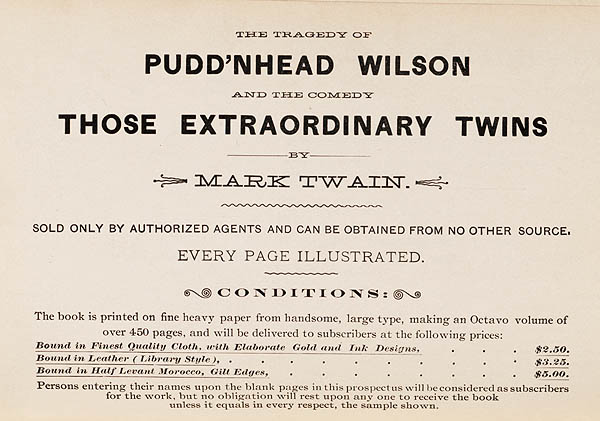 THE TRAGEDY OF
PUDD'NHEAD WILSON
AND THE COMEDY
THOSE EXTRAORDINARY TWINS
BY
MARK TWAIN.
SOLD ONLY BY AUTHORIZED AGENTS AND CAN BE OBTAINED FROM NO OTHER SOURCE.
EVERY PAGE ILLUSTRATED.
CONDITIONS:
The book is printed on fine heavy paper from handsome, large type, making an Octavo volume of
over 450 pages, and will be delivered to subscribers at the following prices:
Bound in Finest Quality Cloth, with Elaborate Gold and Ink Designs, . . . . $2.50.
Bound in Leather (Library Style), . . . . . . . . . $3.25.
Bound in Half Levant Morocco, Gilt Edges, . . . . . . . . $5.00.
Persons entering their names upon the blank pages in this prospectus will be considered as subscribers
for the work, but no obligation will rest upon any one to receive the book
unless it equals in every respect, the sample shown.